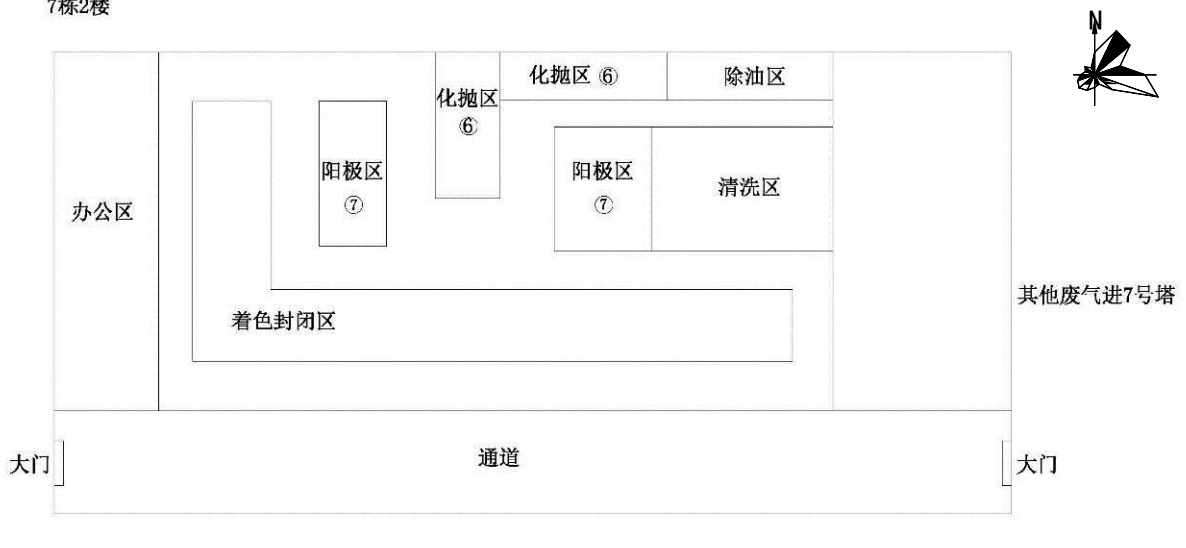 7栋2楼
N
化抛区 ⑥
除油区
化抛区
⑥
阳极区
⑦
阳极区
⑦
清洗区
办公区
其他废气进7号塔
着色封闭区
大门
通道
大门